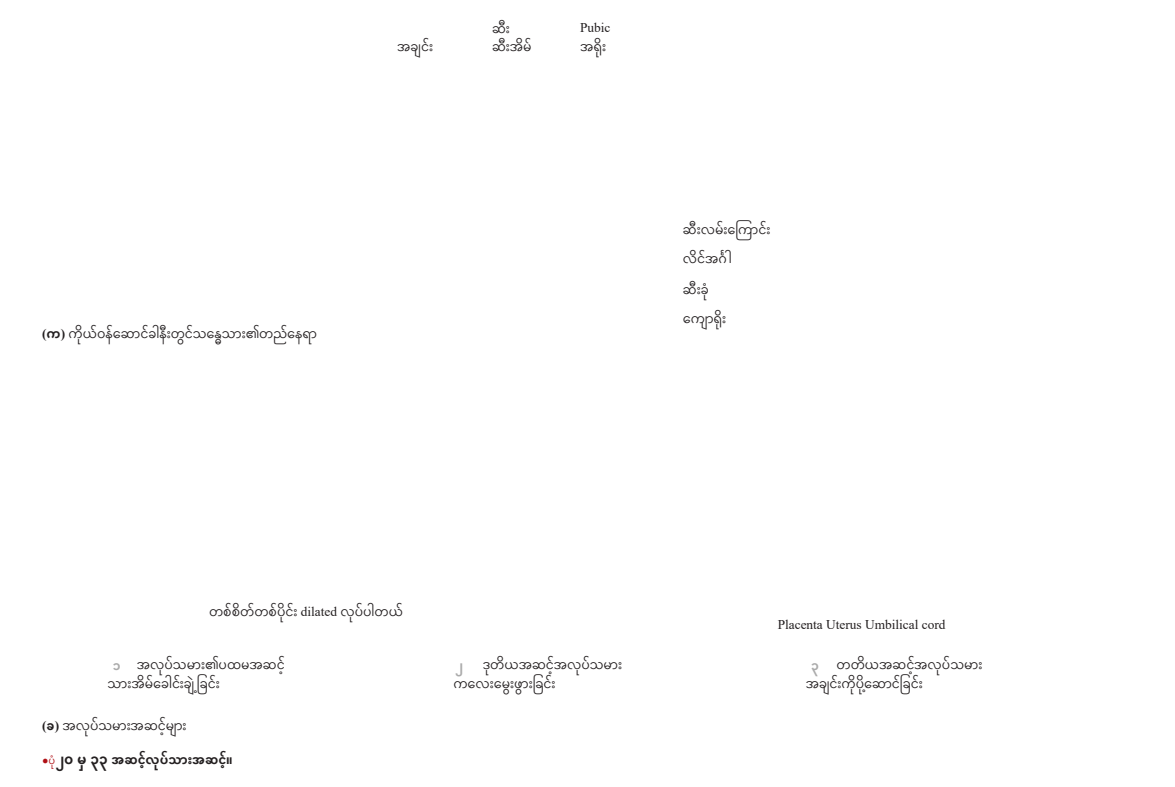 ဆီး Pubic
အချင်း ဆီးအိမ် အရိုး
ဆီးလမ်းကြောင်း
လိင်အင်္ဂါ
ဆီးခုံ
ကျောရိုး
(က) ကိုယ်ဝန်ဆောင်ခါနီးတွင်သန္ဓေသား၏တည်နေရာ
တစ်စိတ်တစ်ပိုင်း dilated လုပ်ပါတယ်
Placenta Uterus Umbilical cord
၁ အလုပ်သမား၏ပထမအဆင့်
သားအိမ်ခေါင်းချဲ့ခြင်း
၂ ဒုတိယအဆင့်အလုပ်သမား
ကလေးမွေးဖွားခြင်း
၃ တတိယအဆင့်အလုပ်သမား
အချင်းကိုပို့ဆောင်ခြင်း
(ခ) အလုပ်သမားအဆင့်များ
●ပုံ၂၀ မှ ၃၃ အဆင့်လုပ်သားအဆင့်။